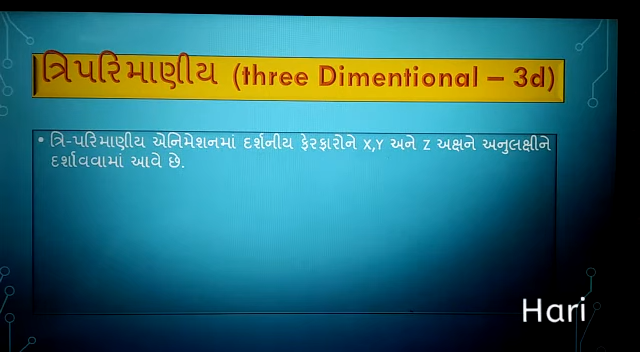 ત્રિપરિમાણીય (three Dimentional – 3d)
• ત્રિ-પરિમાણીય એનિમેશનમાં દર્શનીય ફેરફારોને X,Y અને Z અક્ષને અનુલક્ષીને
દર્શાવવામાં આવે છે.
Hari